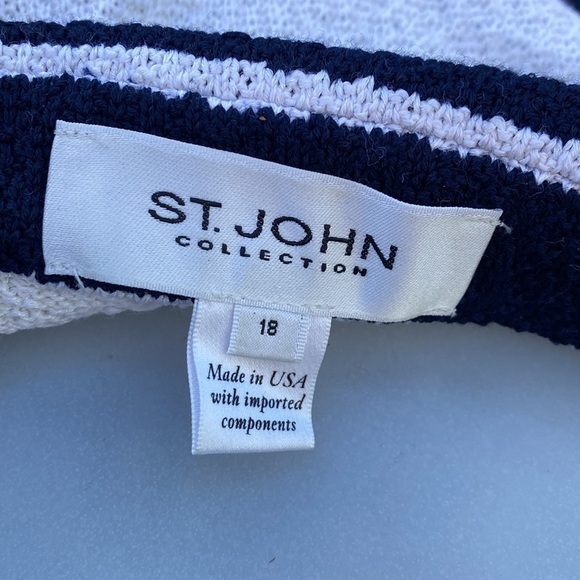 ST. JOHN
COLLECTION
18
Made in USA
with imported
components